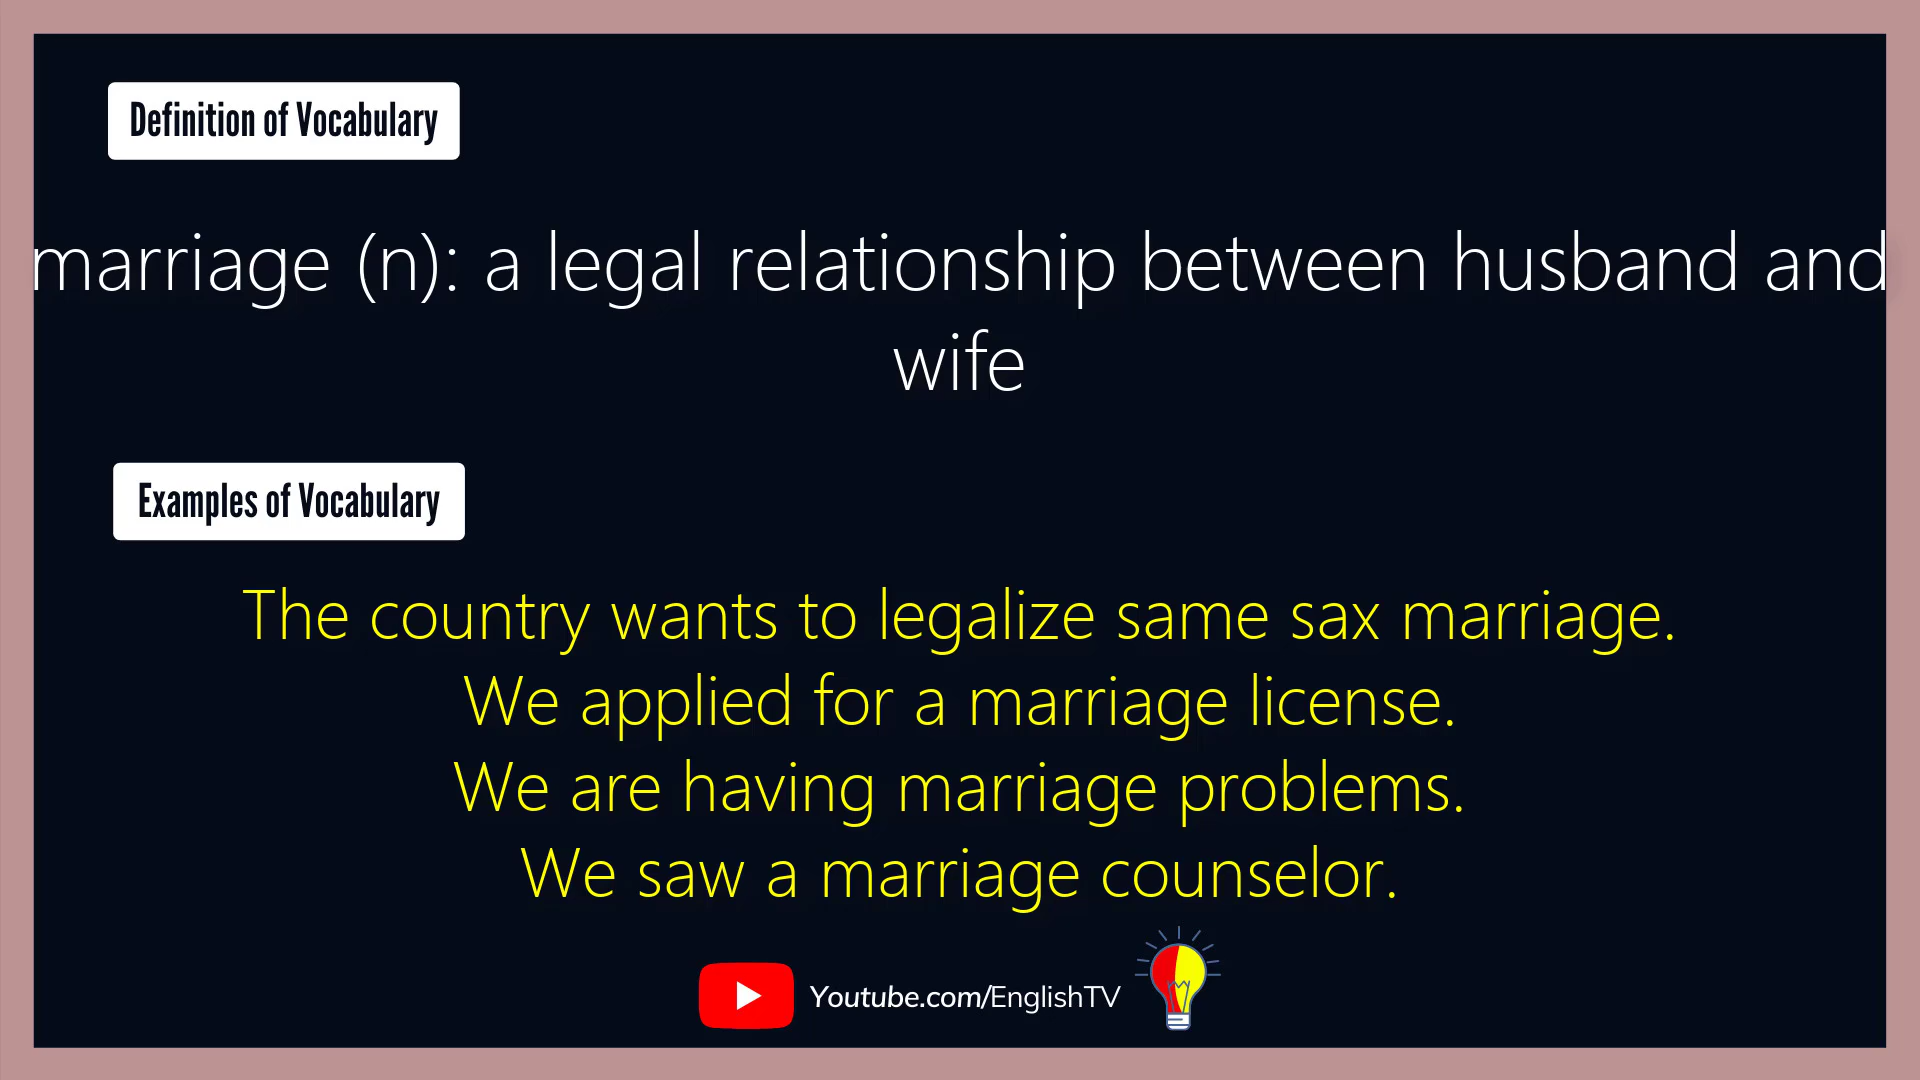 Definition of Vocabulary
marriage (n): a legal relationship between husband and
wife
Examples of Vocabulary
The country wants to legalize same sax marriage.
We applied for a marriage license.
We are having marriage problems.
We saw a marriage counselor.
Youtube.com/EnglishTV